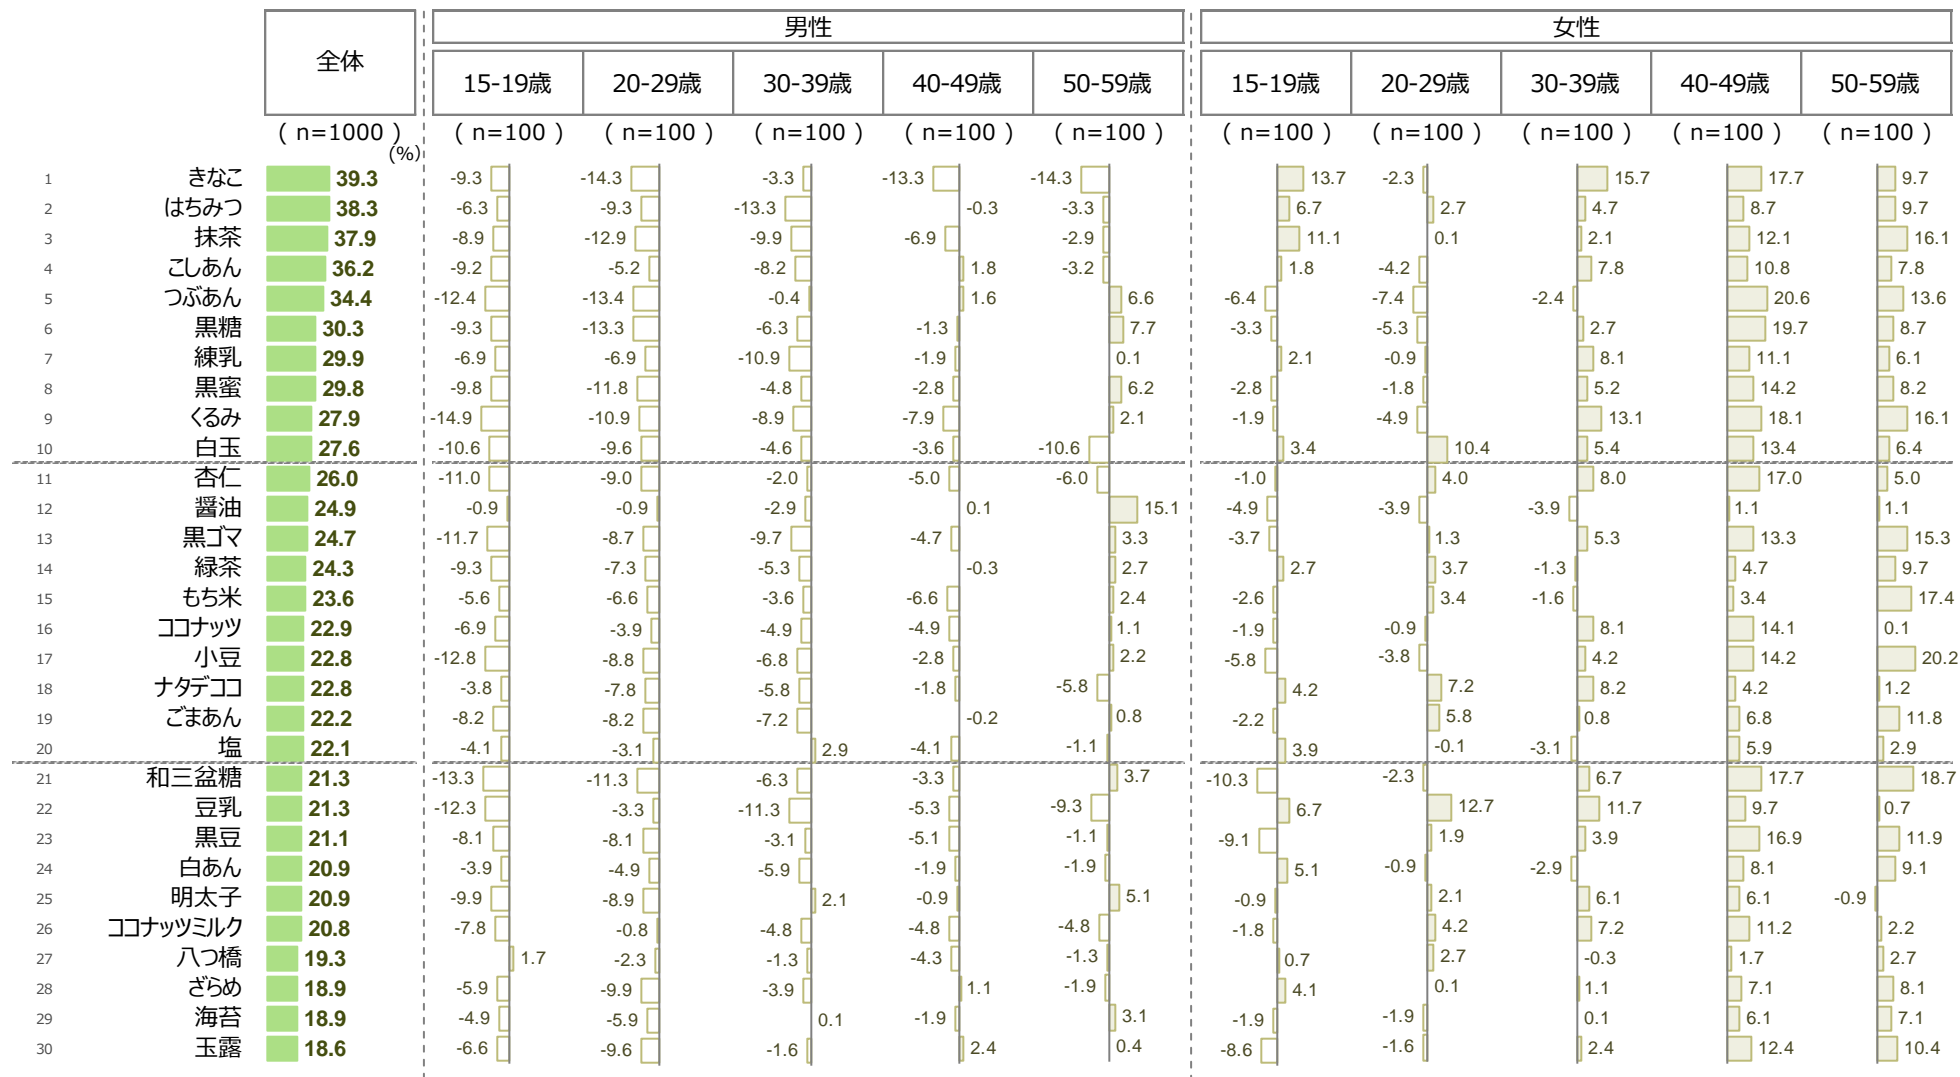 男性 女性
全体 15-19歳 20-29歳 30-39歳 40-49歳 50-59歳 15-19歳 20-29歳 30-39歳 40-49歳 50-59歳
( n=1000 ) ( n=100 ) ( n=100 ) ( n=100 ) ( n=100 ) ( n=100 ) ( n=100 ) ( n=100 ) ( n=100 ) ( n=100 ) ( n=100 )
(%)
1 きなこ 39.3 -9.3 -14.3 -3.3 -13.3 -14.3 13.7 -2.3 15.7 17.7 9.7
2 はちみつ 38.3 -6.3 -9.3 -13.3 -0.3 -3.3 6.7 2.7 4.7 8.7 9.7
3 抹茶 37.9 -8.9 -12.9 -9.9 -6.9 -2.9 11.1 0.1 2.1 12.1 16.1
4 こしあん 36.2 -9.2 -5.2 -8.2 1.8 -3.2 1.8 -4.2 7.8 10.8 7.8
5 つぶあん 34.4 -12.4 -13.4 -0.4 1.6 6.6 -6.4 -7.4 -2.4 20.6 13.6
6 黒糖 30.3 -9.3 -13.3 -6.3 -1.3 7.7 -3.3 -5.3 2.7 19.7 8.7
7 練乳 29.9 -6.9 -6.9 -10.9 -1.9 0.1 2.1 -0.9 8.1 11.1 6.1
8 黒蜜 29.8 -9.8 -11.8 -4.8 -2.8 6.2 -2.8 -1.8 5.2 14.2 8.2
9 くるみ 27.9 -14.9 -10.9 -8.9 -7.9 2.1 -1.9 -4.9 13.1 18.1 16.1
10 白玉 27.6 -10.6 -9.6 -4.6 -3.6 -10.6 3.4 10.4 5.4 13.4 6.4
11 杏仁 26.0 -11.0 -9.0 -2.0 -5.0 -6.0 -1.0 4.0 8.0 17.0 5.0
12 醤油 24.9 -0.9 -0.9 -2.9 0.1 15.1 -4.9 -3.9 -3.9 1.1 1.1
13 黒ゴマ 24.7 -11.7 -8.7 -9.7 -4.7 3.3 -3.7 1.3 5.3 13.3 15.3
14 緑茶 24.3 -9.3 -7.3 -5.3 -0.3 2.7 2.7 3.7 -1.3 4.7 9.7
15 もち米 23.6 -5.6 -6.6 -3.6 -6.6 2.4 -2.6 3.4 -1.6 3.4 17.4
16 ココナッツ 22.9 -6.9 -3.9 -4.9 -4.9 1.1 -1.9 -0.9 8.1 14.1 0.1
17 小豆 22.8 -12.8 -8.8 -6.8 -2.8 2.2 -5.8 -3.8 4.2 14.2 20.2
18 ナタデココ 22.8 -3.8 -7.8 -5.8 -1.8 -5.8 4.2 7.2 8.2 4.2 1.2
19 ごまあん 22.2 -8.2 -8.2 -7.2 -0.2 0.8 -2.2 5.8 0.8 6.8 11.8
20 塩 22.1 -4.1 -3.1 2.9 -4.1 -1.1 3.9 -0.1 -3.1 5.9 2.9
21 和三盆糖 21.3 -13.3 -11.3 -6.3 -3.3 3.7 -10.3 -2.3 6.7 17.7 18.7
22 豆乳 21.3 -12.3 -3.3 -11.3 -5.3 -9.3 6.7 12.7 11.7 9.7 0.7
23 黒豆 21.1 -8.1 -8.1 -3.1 -5.1 -1.1 -9.1 1.9 3.9 16.9 11.9
24 白あん 20.9 -3.9 -4.9 -5.9 -1.9 -1.9 5.1 -0.9 -2.9 8.1 9.1
25 明太子 20.9 -9.9 -8.9 2.1 -0.9 5.1 -0.9 2.1 6.1 6.1 -0.9
26 ココナッツミルク 20.8 -7.8 -0.8 -4.8 -4.8 -4.8 -1.8 4.2 7.2 11.2 2.2
27 八つ橋 19.3 1.7 -2.3 -1.3 -4.3 -1.3 0.7 2.7 -0.3 1.7 2.7
28 ざらめ 18.9 -5.9 -9.9 -3.9 1.1 -1.9 4.1 0.1 1.1 7.1 8.1
29 海苔 18.9 -4.9 -5.9 0.1 -1.9 3.1 -1.9 -1.9 0.1 6.1 7.1
30 玉露 18.6 -6.6 -9.6 -1.6 2.4 0.4 -8.6 -1.6 2.4 12.4 10.4